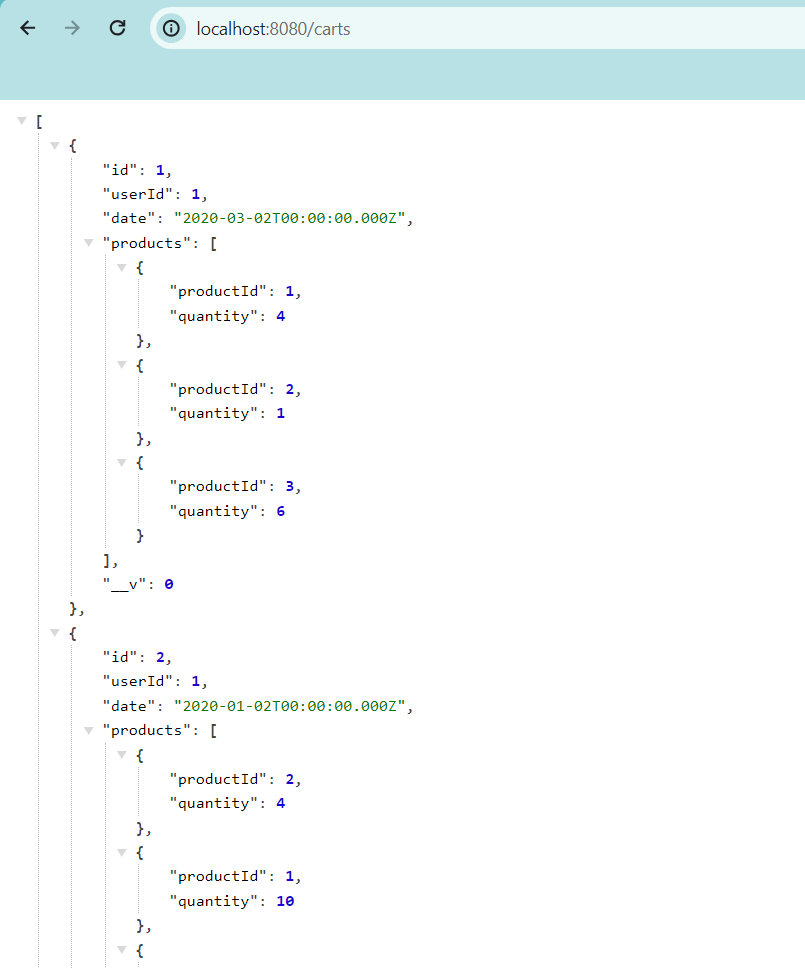 localhost:8080/carts
[
{
"id": 1,
"userId": 1,
"date": "2020-03-02T00:00:00.000Z",
"products": [
{
"productId": 1,
"quantity": 4
},
{
"productId": 2,
"quantity": 1
},
{
"productId": 3,
"quantity": 6
}
],
"__v": 0
},
{
"id": 2,
"userId": 1,
"date": "2020-01-02T00:00:00.000Z",
"products": [
{
"productId": 2,
"quantity": 4
},
{
"productId": 1,
"quantity": 10
},
{